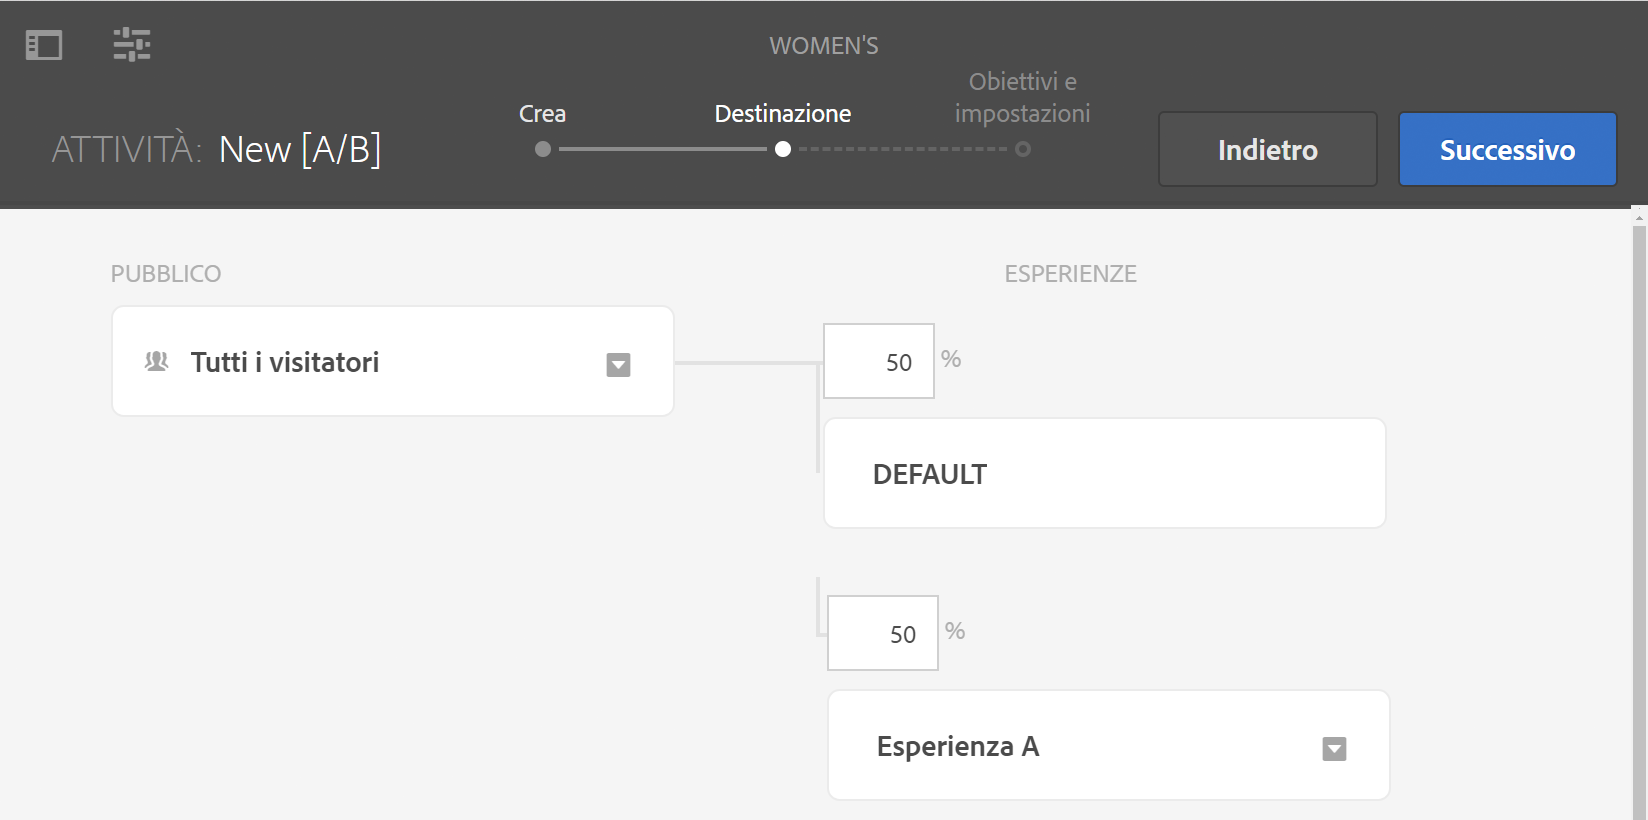 WOMEN'S
Crea
Destinazione
Obiettivi e
impostazioni
ATTIVITÀ: New [A/B]
Indietro
Successivo
PUBBLICO
ESPERIENZE
Tutti i visitatori
50 %
DEFAULT
50 %
Esperienza A